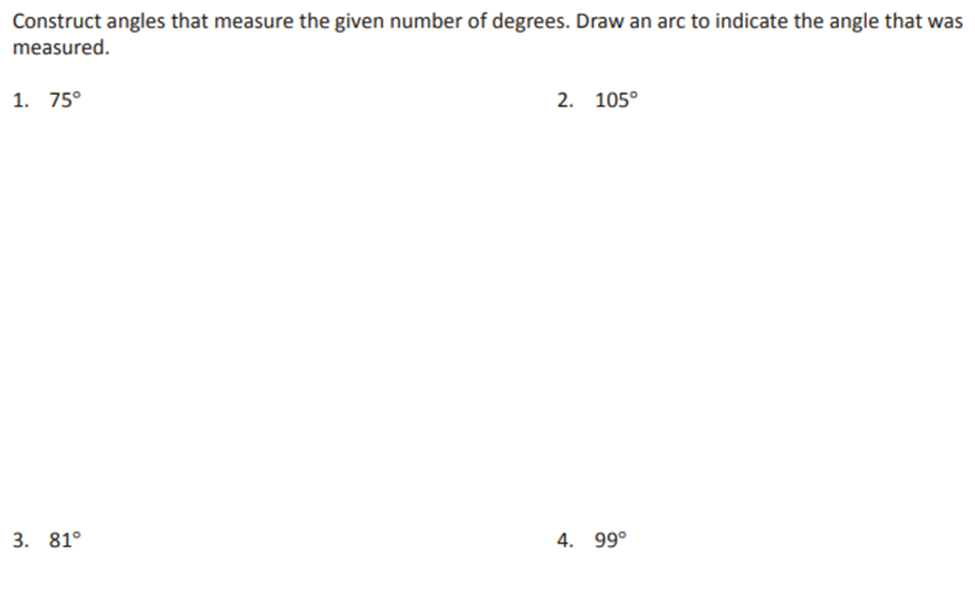 Construct angles that measure the given number of degrees. Draw an arc to indicate the angle that was
measured.
1. 75°
2. 105°
3. 81°
4. 99°